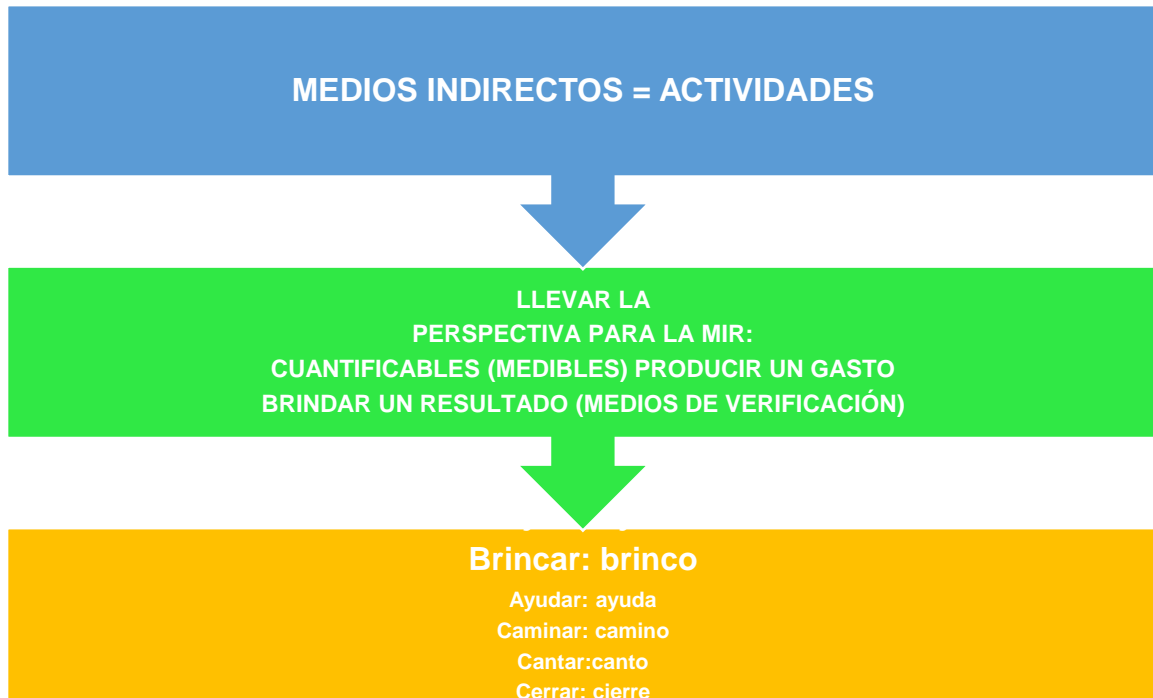 MEDIOS INDIRECTOS = ACTIVIDADES
LLEVAR LA
PERSPECTIVA PARA LA MIR:
CUANTIFICABLES (MEDIBLES) PRODUCIR UN GASTO
BRINDAR UN RESULTADO (MEDIOS DE VERIFICACIÓN)
Brincar: brinco
Ayudar: ayuda
Caminar: camino
Cantar:canto
Cerrar: cierre